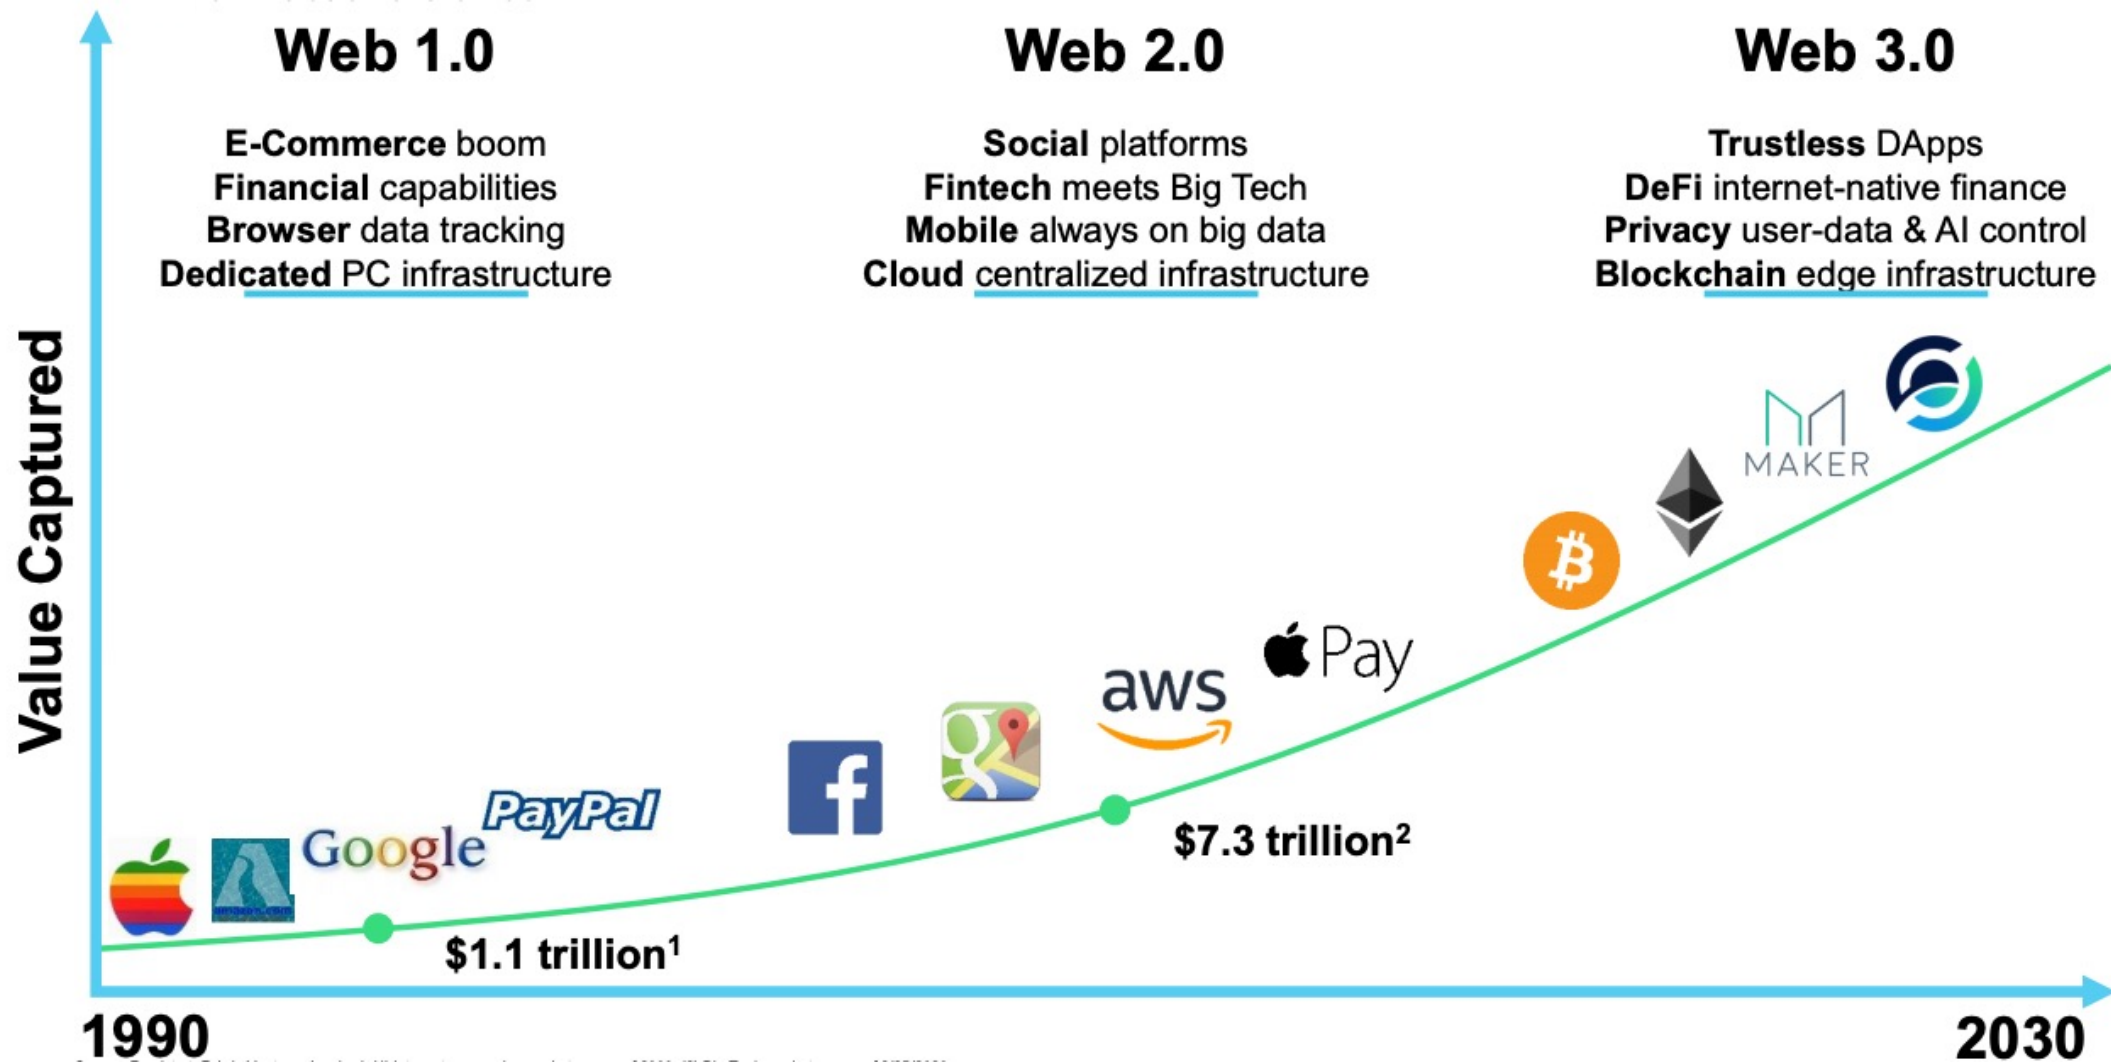 Web 1.0
E-Commerce boom
Financial capabilities
Browser data tracking
Dedicated PC infrastructure
Web 2.0
Social platforms
Fintech meets Big Tech
Mobile always on big data
Cloud centralized infrastructure
Web 3.0
Trustless DApps
DeFi internet-native finance
Privacy user-data & AI control
Blockchain edge infrastructure
Value Captured
MAKER
Pay
aws
PayPal
Google
amazon.com
$7.3 trillion²
$1.1 trillion¹
1990
2030